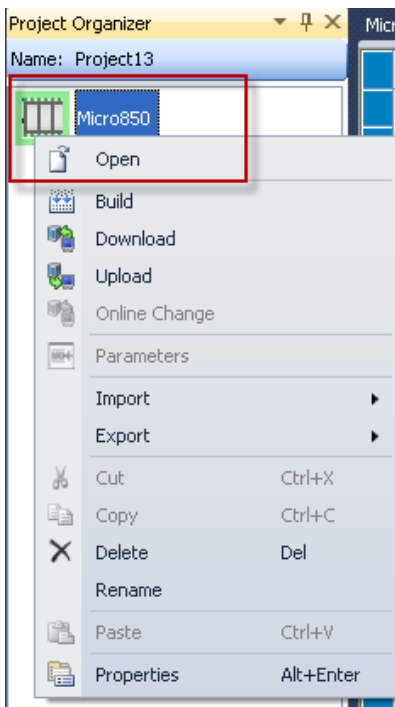 Project Organizer Micr
Name: Project13
Micro850
Open
Build
Download
Upload
Online Change
Parameters
Import
Export
Cut Ctrl+X
Copy Ctrl+C
Delete Del
Rename
Paste Ctrl+V
Properties Alt+Enter